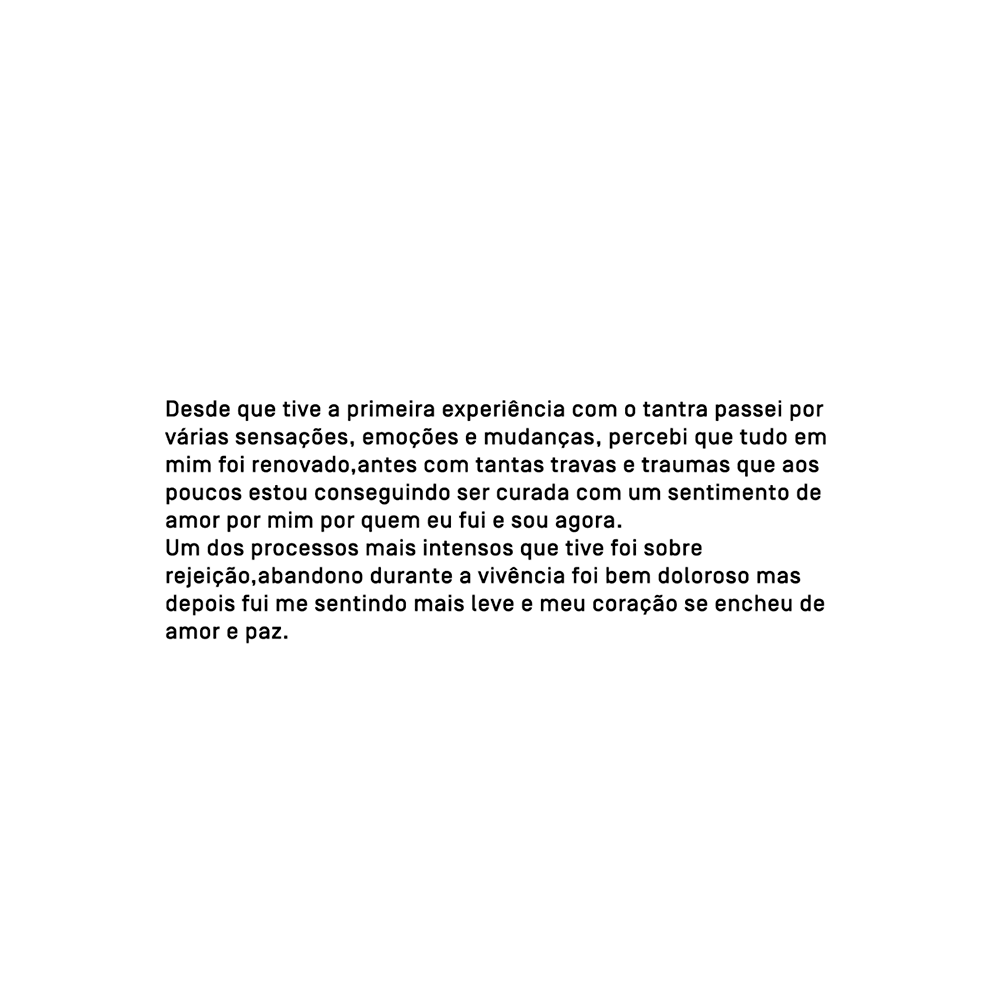 Desde que tive a primeira experiência com o tantra passei por
várias sensações, emoções e mudanças, percebi que tudo em
mim foi renovado,antes com tantas travas e traumas que aos
poucos estou conseguindo ser curada com um sentimento de
amor por mim por quem eu fui e sou agora.
Um dos processos mais intensos que tive foi sobre
rejeição,abandono durante a vivência foi bem doloroso mas
depois fui me sentindo mais leve e meu coração se encheu de
amor e paz.